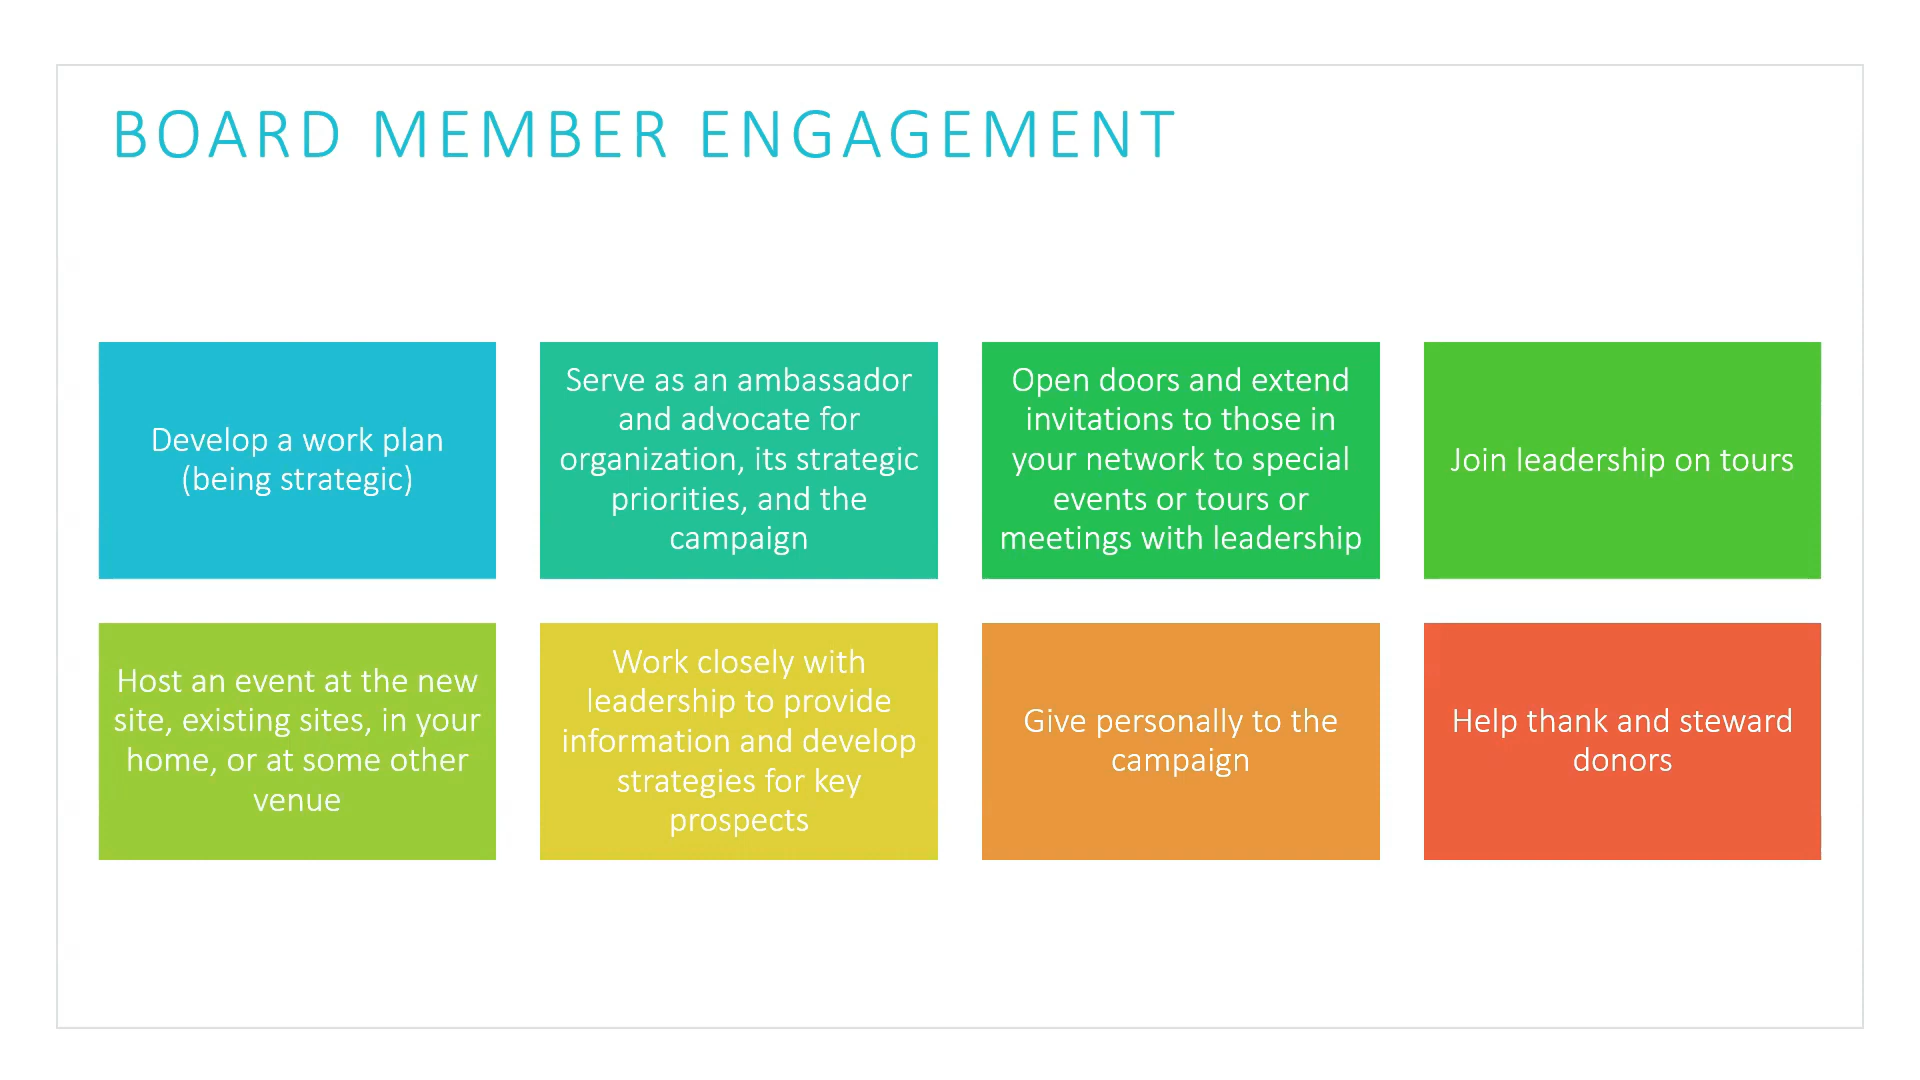 BOARD MEMBER ENGAGEMENT
Develop a work plan
(being strategic)
Serve as an ambassador
and advocate for
organization, its strategic
priorities, and the
campaign
Open doors and extend
invitations to those in
your network to special
events or tours or
meetings with leadership
Join leadership on tours
Host an event at the new
site, existing sites, in your
home, or at some other
venue
Work closely with
leadership to provide
information and develop
strategies for key
prospects
Give personally to the
campaign
Help thank and steward
donors